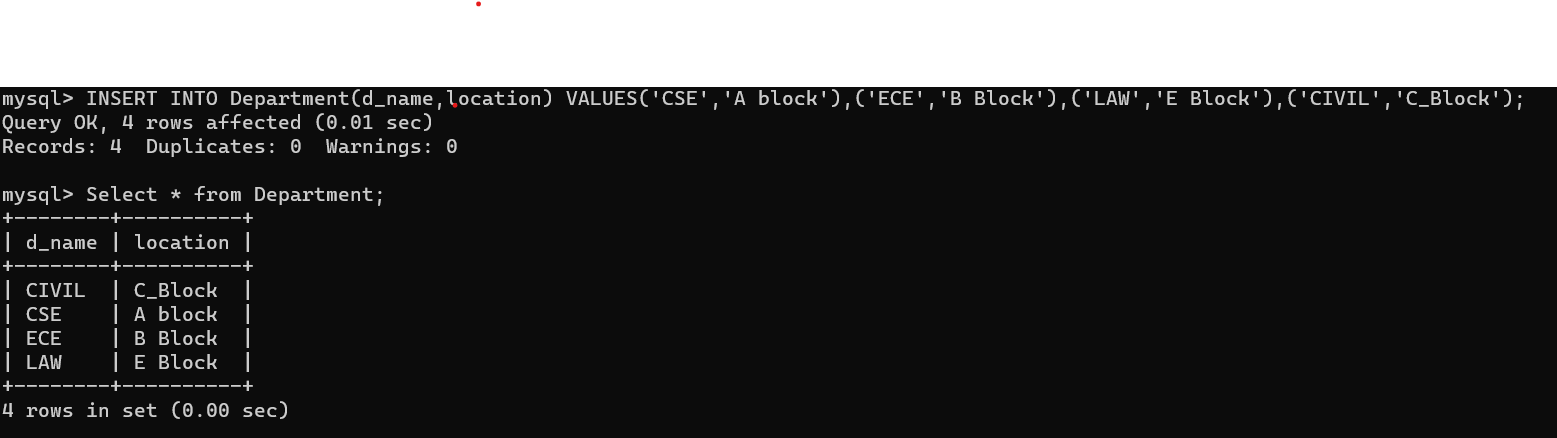 mysql> INSERT INTO Department(d_name,location) VALUES('CSE','A block'),('ECE','B Block'),('LAW','E Block'),('CIVIL','C_Block');
Query OK, 4 rows affected (0.01 sec)
Records: 4  Duplicates: 0  Warnings: 0
mysql> Select * from Department;
+--------+----------+
| d_name | location |
+--------+----------+
| CIVIL  | C_Block  |
| CSE    | A block  |
| ECE    | B Block  |
| LAW    | E Block  |
+--------+----------+
4 rows in set (0.00 sec)